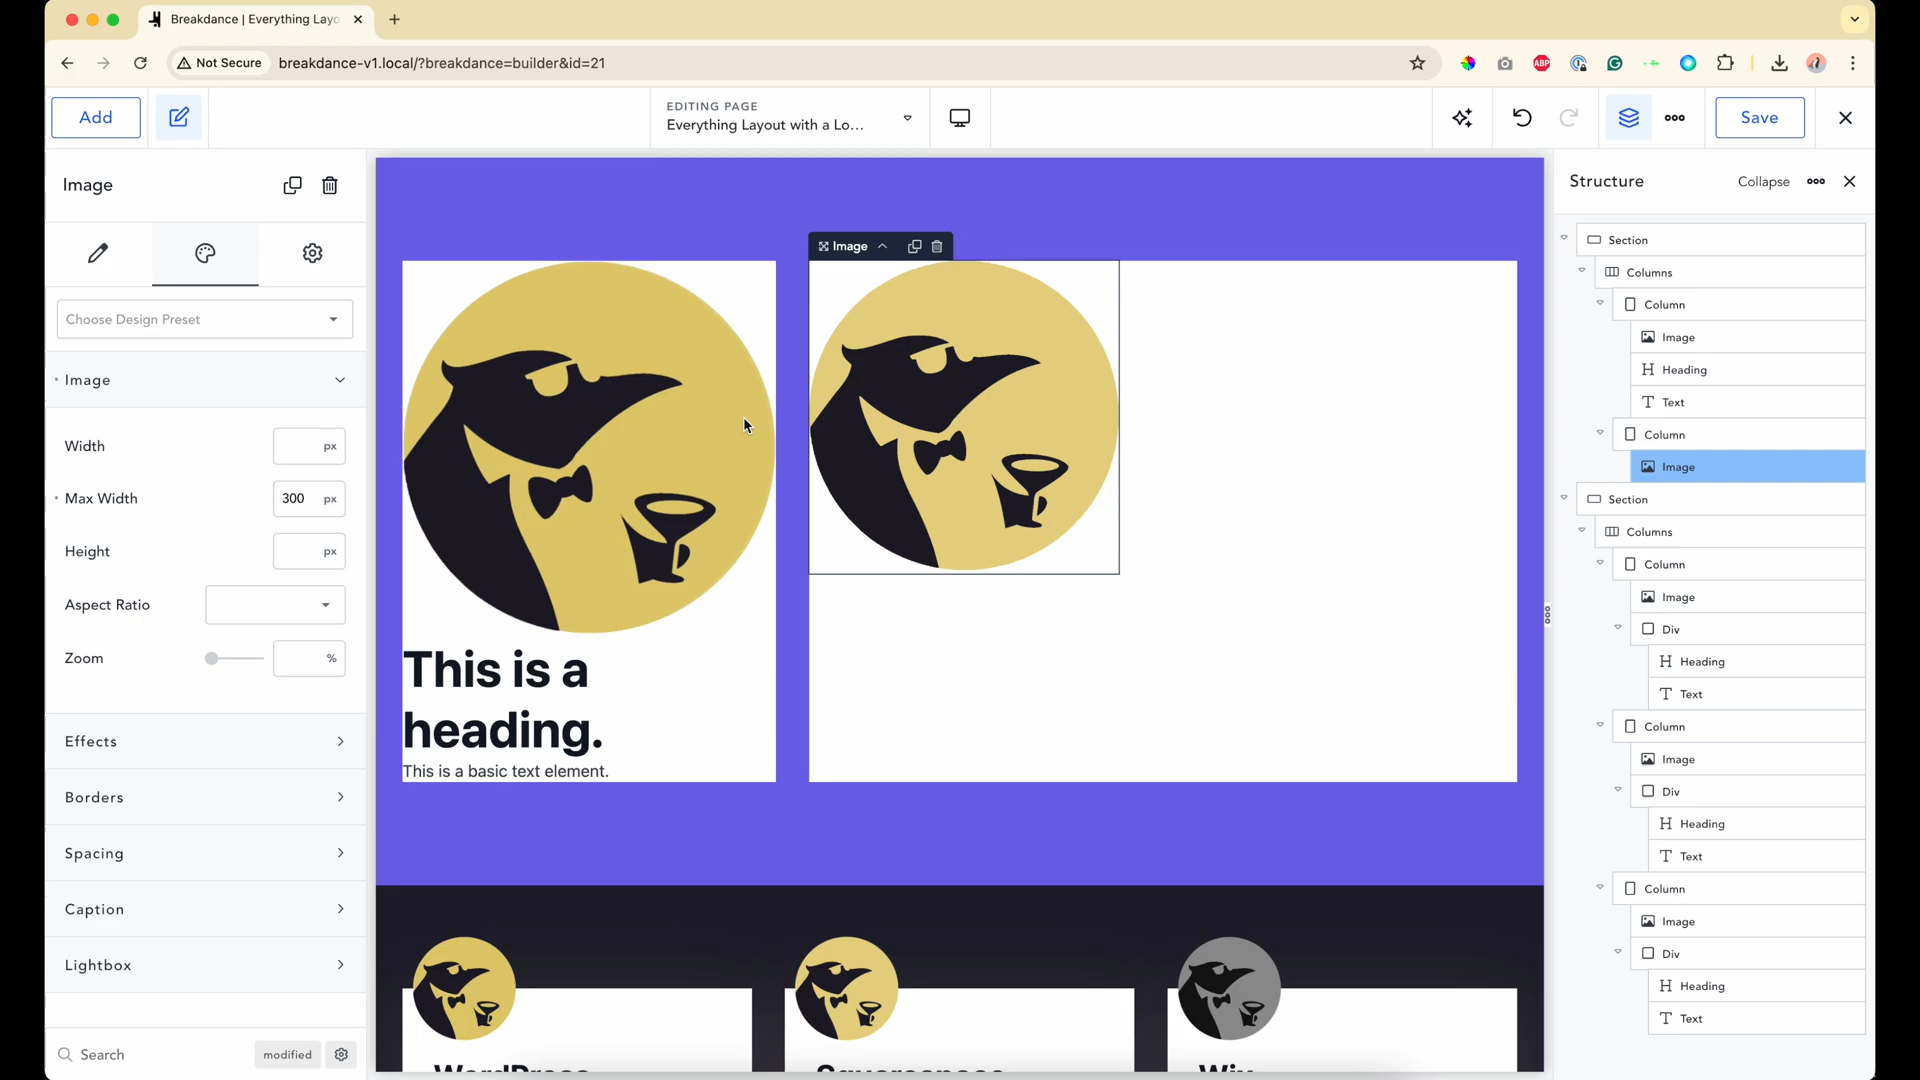 Breakdance | Everything Layo
Not Secure
breakdance-v1.local/?breakdance=builder&id=21
ABP
Add
EDITING PAGE
Everything Layout with a Lo...
Save
Image
Choose Design Preset
Image
Width
px
Max Width
300 px
Height
px
Aspect Ratio
Zoom
%
Effects
Borders
Spacing
Caption
Lightbox
Search
modified
Image
This is a
heading.
This is a basic text element.
WordPress
Squarespace
Wix
Structure
Collapse
Section
Columns
Column
Image
Heading
Text
Column
Image
Section
Columns
Column
Image
Div
Heading
Text
Column
Image
Div
Heading
Text
Column
Image
Div
Heading
Text